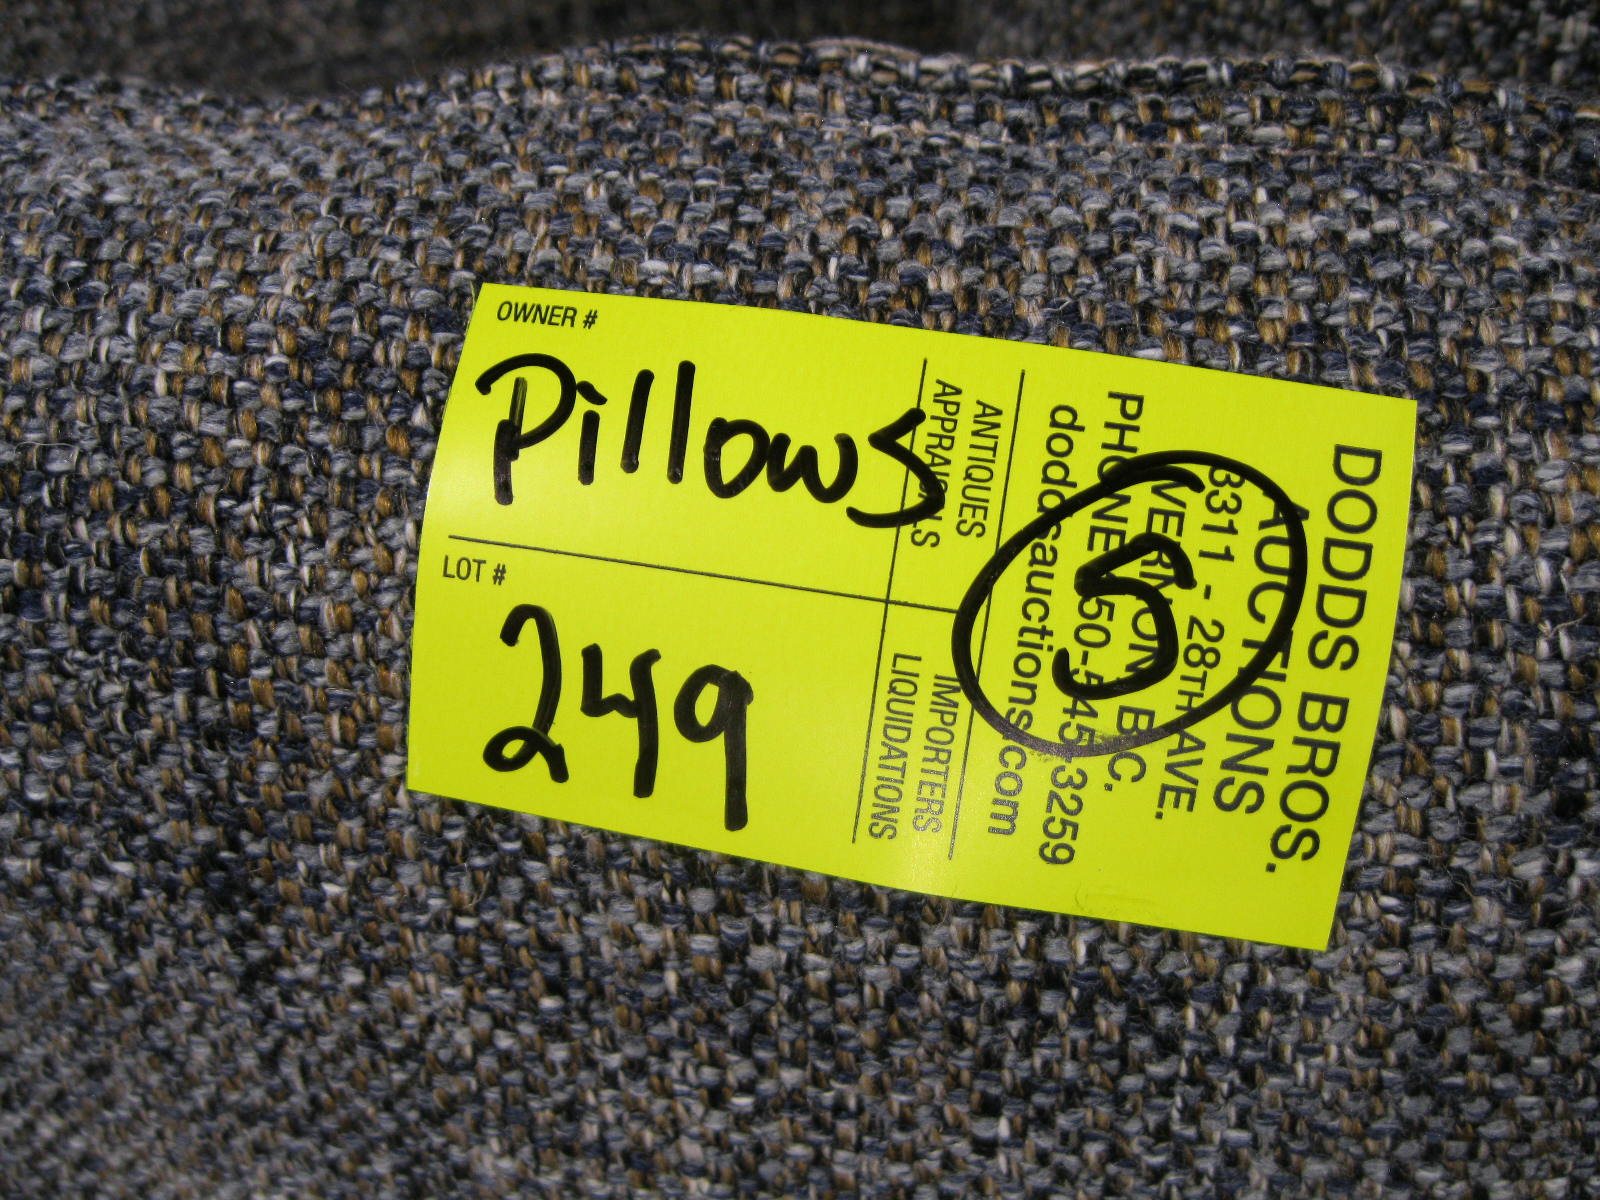 OWNER #
Pillows
LOT #
249
ANTIQUES
APPRAISALS
IMPORTERS
LIQUIDATIONS
DODDS BROS.
AUCTIONS
3311 - 28TH AVE.
VERNON B.C.
PHONE 250-545-3259
doddsauctions.com
5